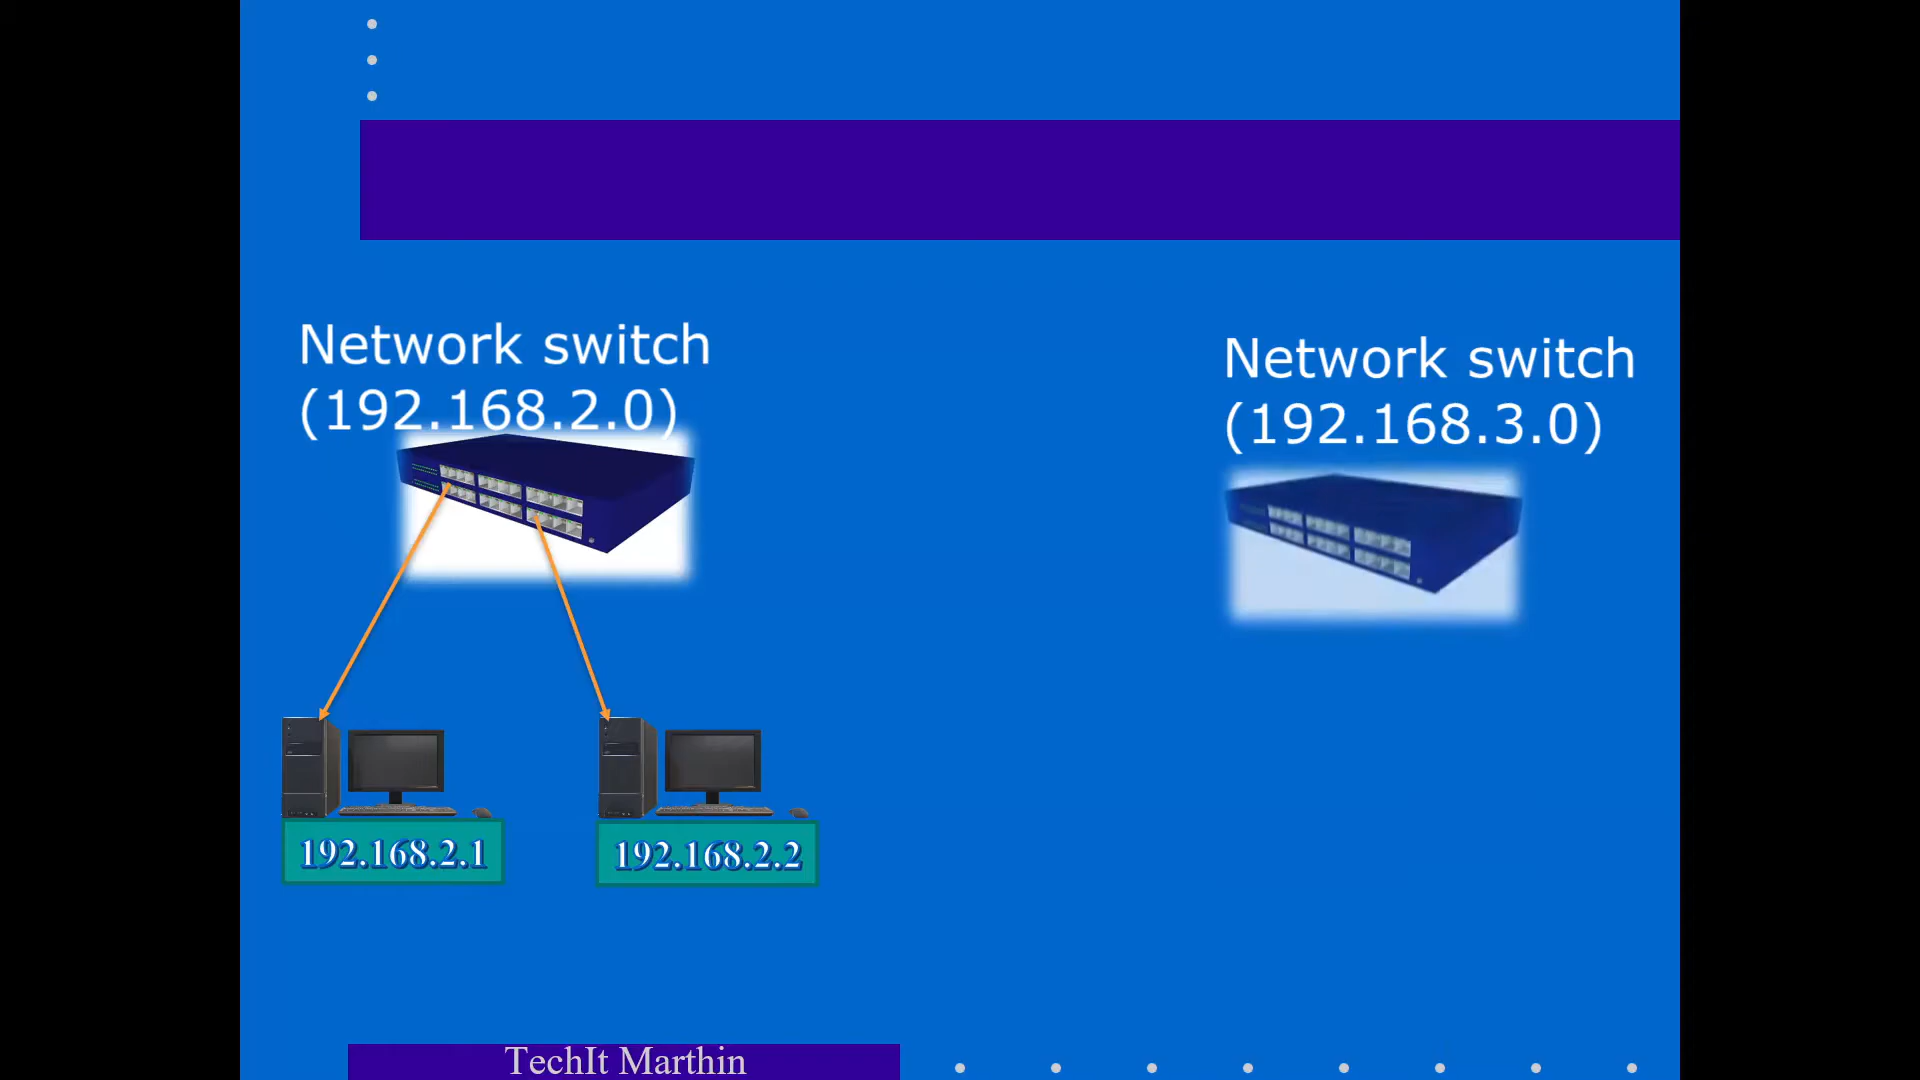 Network switch
(192.168.2.0)
Network switch
(192.168.3.0)
192.168.2.1
192.168.2.2
TechIt Marthin